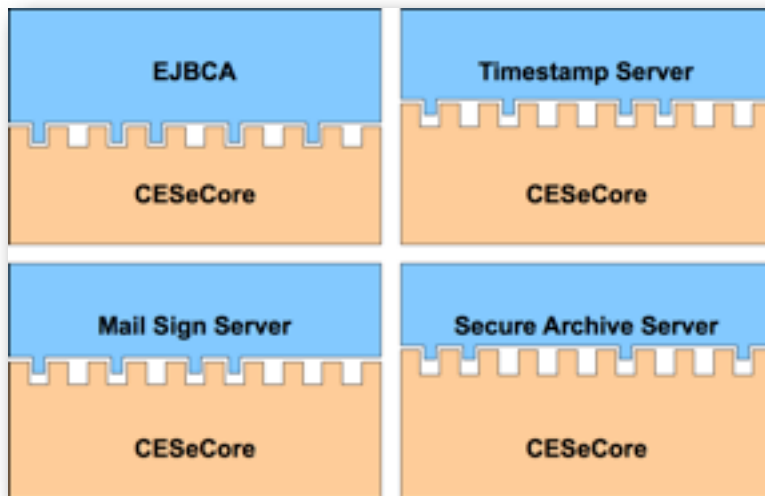 EJBCA
Timestamp Server
CESeCore
CESeCore
Mail Sign Server
Secure Archive Server
CESeCore
CESeCore